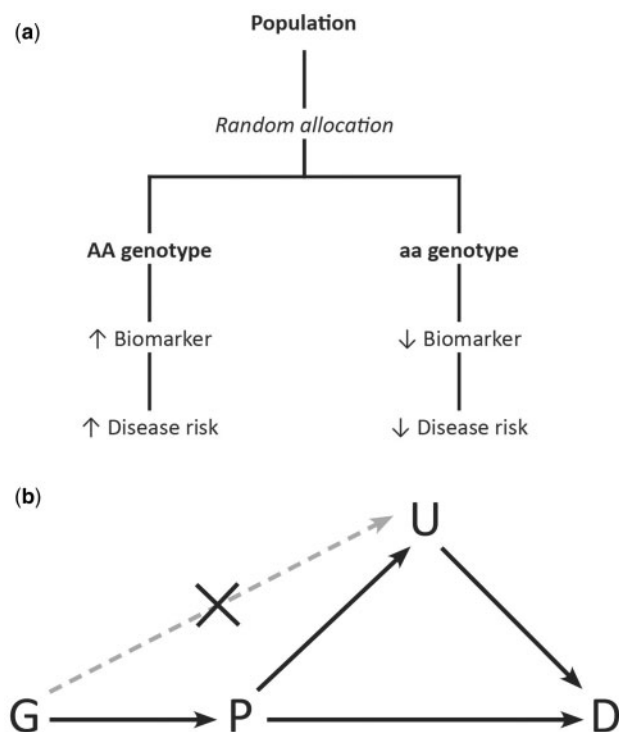 (a)
Population
Random allocation
AA genotype aa genotype
↑ Biomarker ↓ Biomarker
↑ Disease risk ↓ Disease risk
(b)
U
G P D